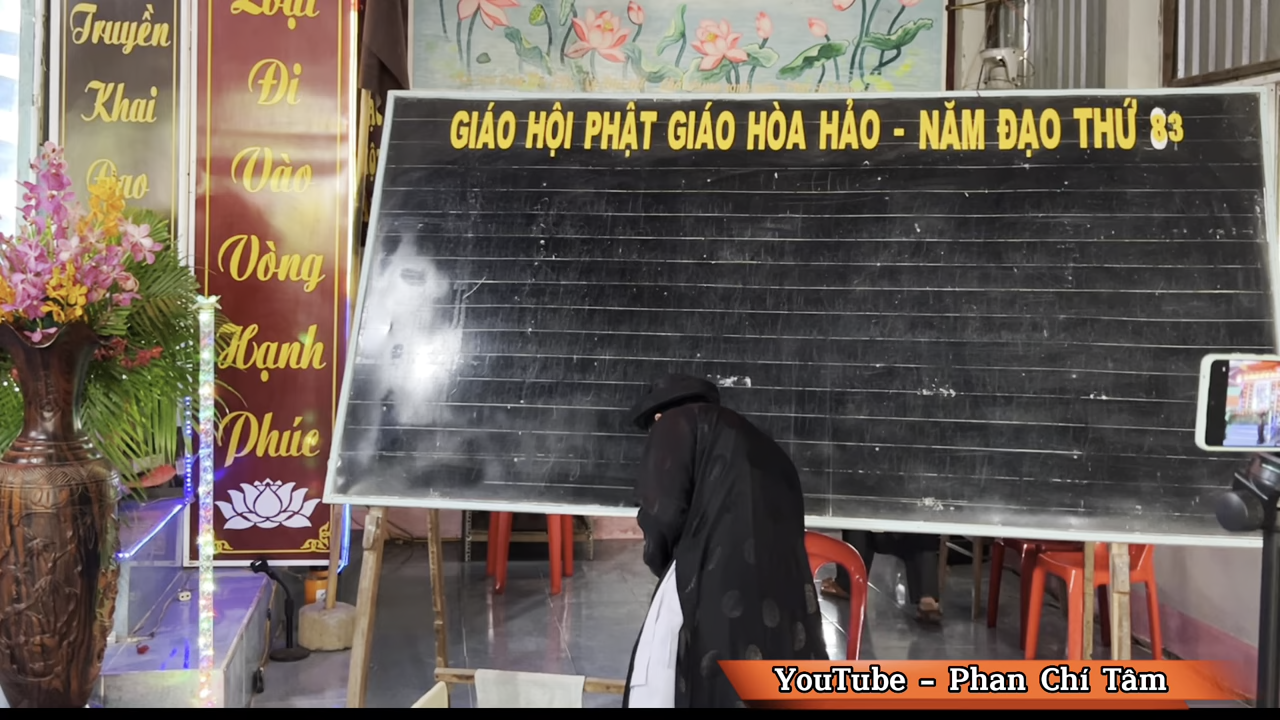 Truyền
Khai
Đạo
Loại
Đi
Vào
Vòng
Hạnh
Phúc
GIÁO HỘI PHẬT GIÁO HÒA HẢO - NĂM ĐẠO THỨ 83
YouTube – Phan Chí Tâm